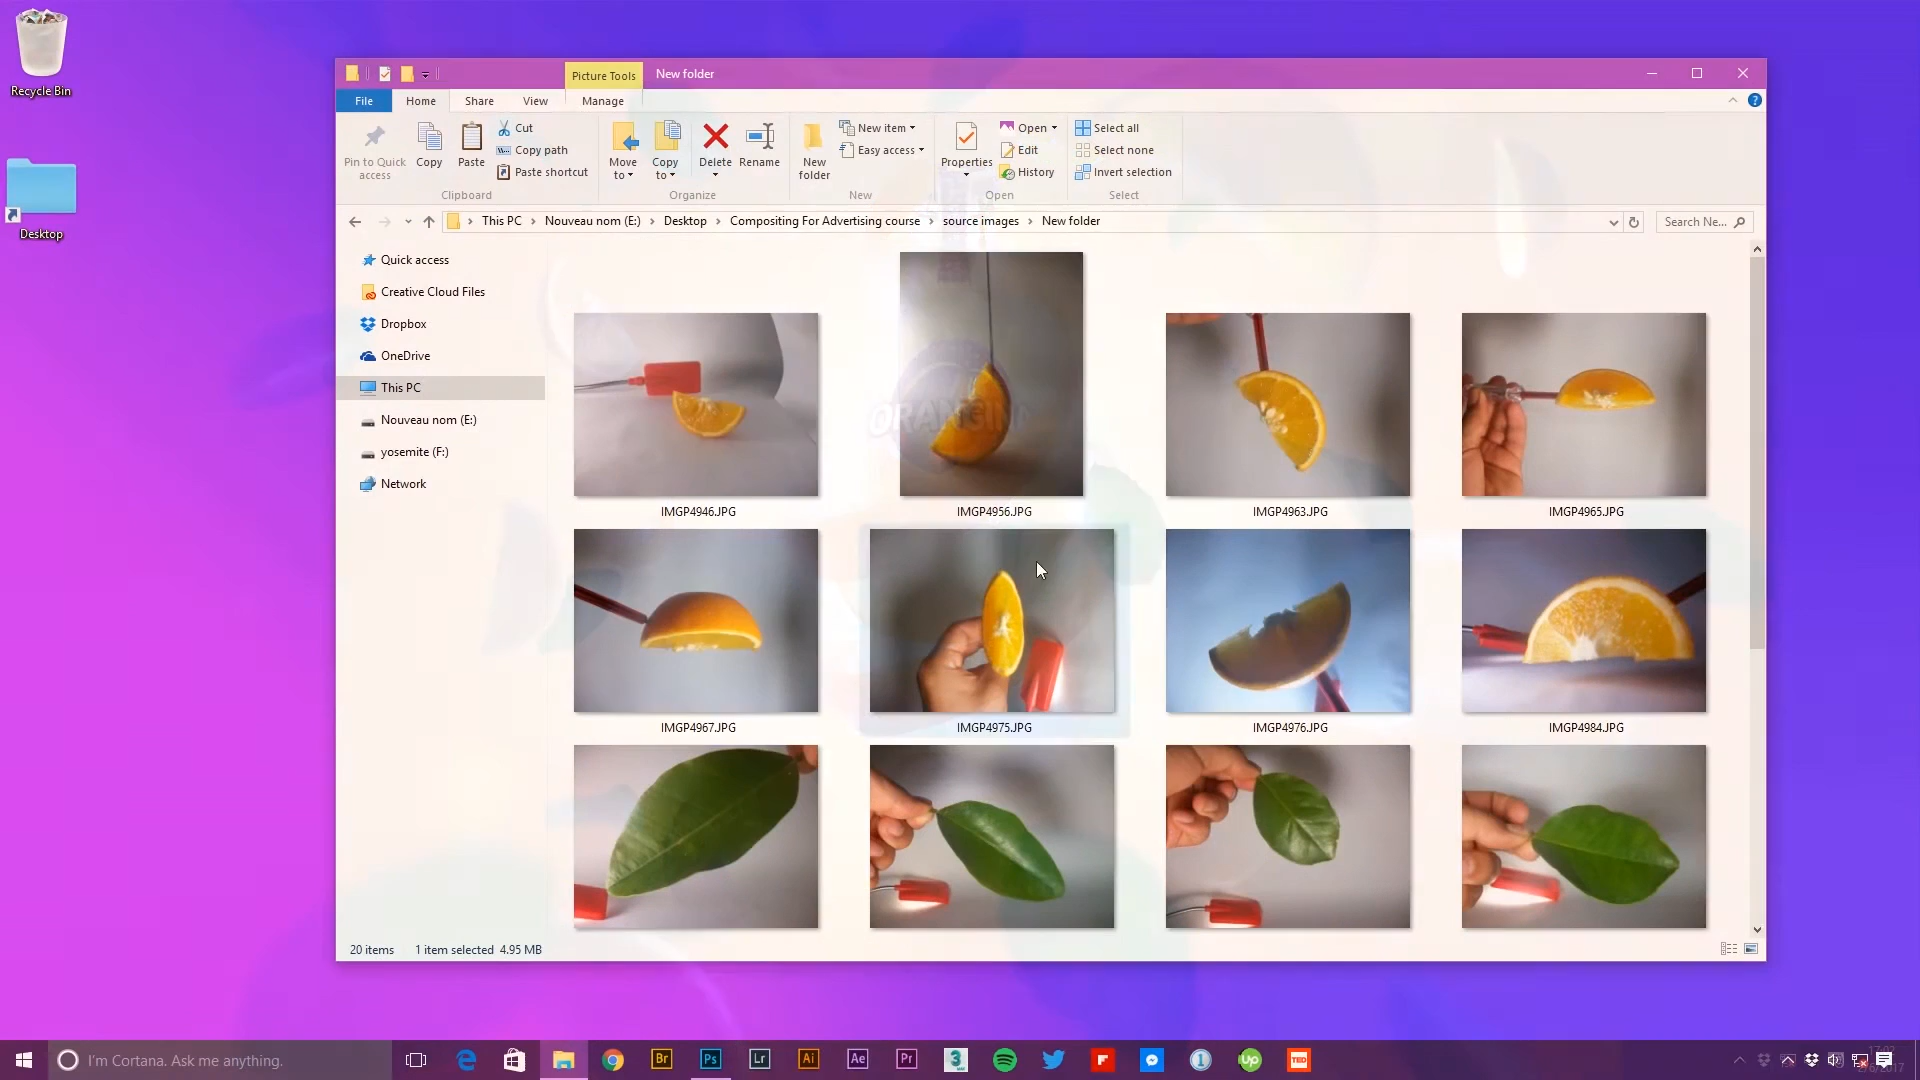 Recycle Bin
Desktop
Picture Tools
New folder
File
Home
Share
View
Manage
Pin to Quick
access
Copy
Paste
Cut
Copy path
Paste shortcut
Clipboard
Move
to
Copy
to
Delete
Rename
Organize
New
folder
New item
Easy access
New
Properties
Open
Edit
History
Open
Select all
Select none
Invert selection
Select
This PC > Nouveau nom (E:) > Desktop > Compositing For Advertising course > source images > New folder
Search Ne...
Quick access
Creative Cloud Files
Dropbox
OneDrive
This PC
Nouveau nom (E:)
yosemite (F:)
Network
IMGP4946.JPG
IMGP4956.JPG
IMGP4963.JPG
IMGP4965.JPG
IMGP4967.JPG
IMGP4975.JPG
IMGP4976.JPG
IMGP4984.JPG
20 items
1 item selected 4.95 MB
I'm Cortana. Ask me anything.
Br
Ps
Lr
Ai
Ae
Pr
3
Up
TED
17:02